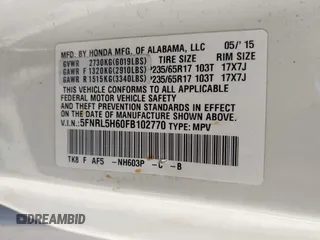 MFD. BY HONDA MFG. OF ALABAMA, LLC 05/'15
TIRE SIZE RIM SIZE
GVWR 2730KG(6019LBS)
GAWR F 1320KG(2910LBS) P235/65R17 103T 17X7J
GAWR R 1515KG(3340LBS) P235/65R17 103T 17X7J
THIS VEHICLE CONFORMS TO ALL APPLICABLE
FEDERAL MOTOR VEHICLE SAFETY AND THEFT
PREVENTION STANDARDS IN EFFECT ON THE DATE
OF MANUFACTURE SHOWN ABOVE.
V.I.N.:5FNRL5H60FB102770 TYPE: MPV
TK8 F AF5 -NH603P -C -B
AUTOBIDMD